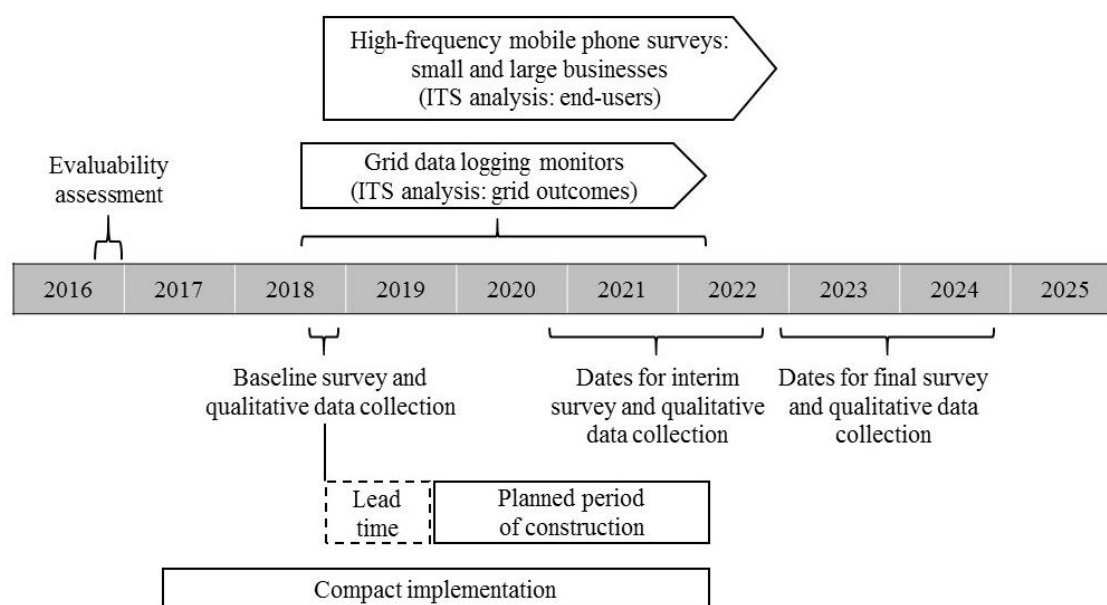 High-frequency mobile phone surveys:
small and large businesses
(ITS analysis: end-users)
Grid data logging monitors
(ITS analysis: grid outcomes)
Evaluability
assessment
2016 2017 2018 2019 2020 2021 2022 2023 2024 2025
Baseline survey and
qualitative data collection
Dates for interim
survey and qualitative
data collection
Dates for final survey
and qualitative data
collection
Lead
time
Planned period
of construction
Compact implementation